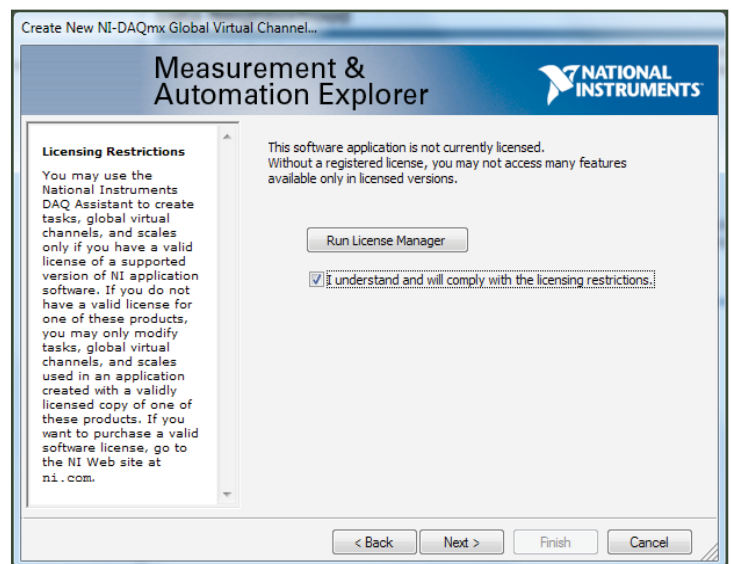 Create New NI-DAQmx Global Virtual Channel...
Measurement &
Automation Explorer
NATIONAL
INSTRUMENTS
Licensing Restrictions
You may use the
National Instruments
DAQ Assistant to create
tasks, global virtual
channels, and scales
only if you have a valid
license of a supported
version of NI application
software. If you do not
have a valid license for
one of these products,
you may only modify
tasks, global virtual
channels, and scales
used in an application
created with a validly
licensed copy of one of
these products. If you
want to purchase a valid
software license, go to
the NI Web site at
ni.com.
This software application is not currently licensed.
Without a registered license, you may not access many features
available only in licensed versions.
Run License Manager
I understand and will comply with the licensing restrictions.
< Back Next > Finish Cancel